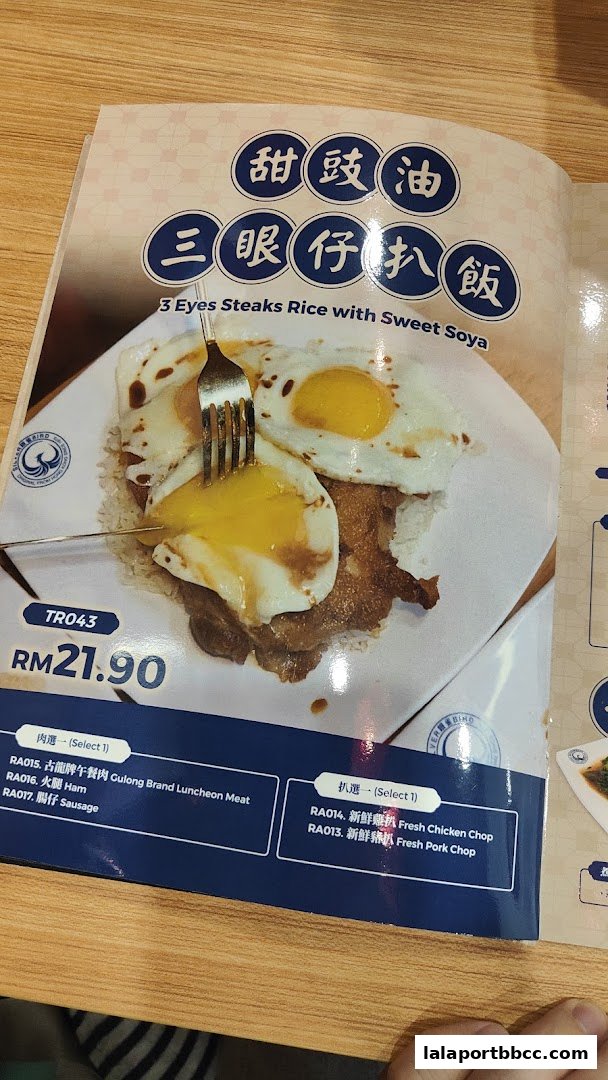 甜豉油
三眼仔扒飯
3 Eyes Steaks Rice with Sweet Soya
TR043
RM21.90
肉選一 (Select 1)
RA015. 古龍牌午餐肉 Gulong Brand Luncheon Meat
RA016. 火腿 Ham
RA017. 腸仔 Sausage
扒選一 (Select 1)
RA014. 新鮮雞扒 Fresh Chicken Chop
RA013. 新鮮豬扒 Fresh Pork Chop
lalaportbbcc.com